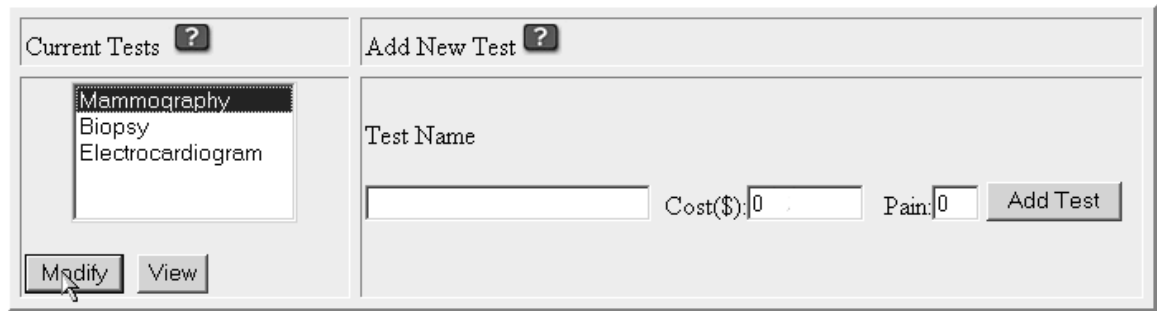 Current Tests ?
Add New Test ?
Mammography
Biopsy
Electrocardiogram
Test Name
Cost($): 0 Pain: 0 Add Test
Modify View